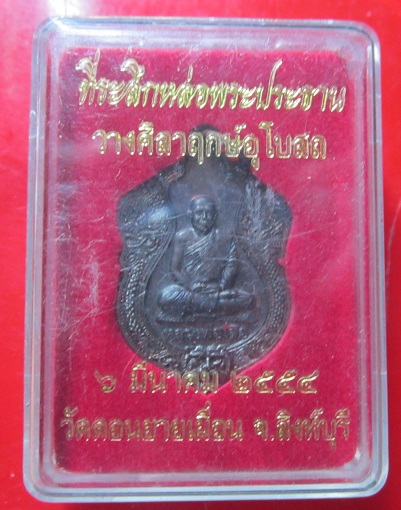 ที่ระลึกหล่อพระประธาน
วางศิลาฤกษ์อุโบสถ
๖ มีนาคม ๒๕๕๔
วัดดอนฮายเฌื่อน จ.สิงห์บุรี